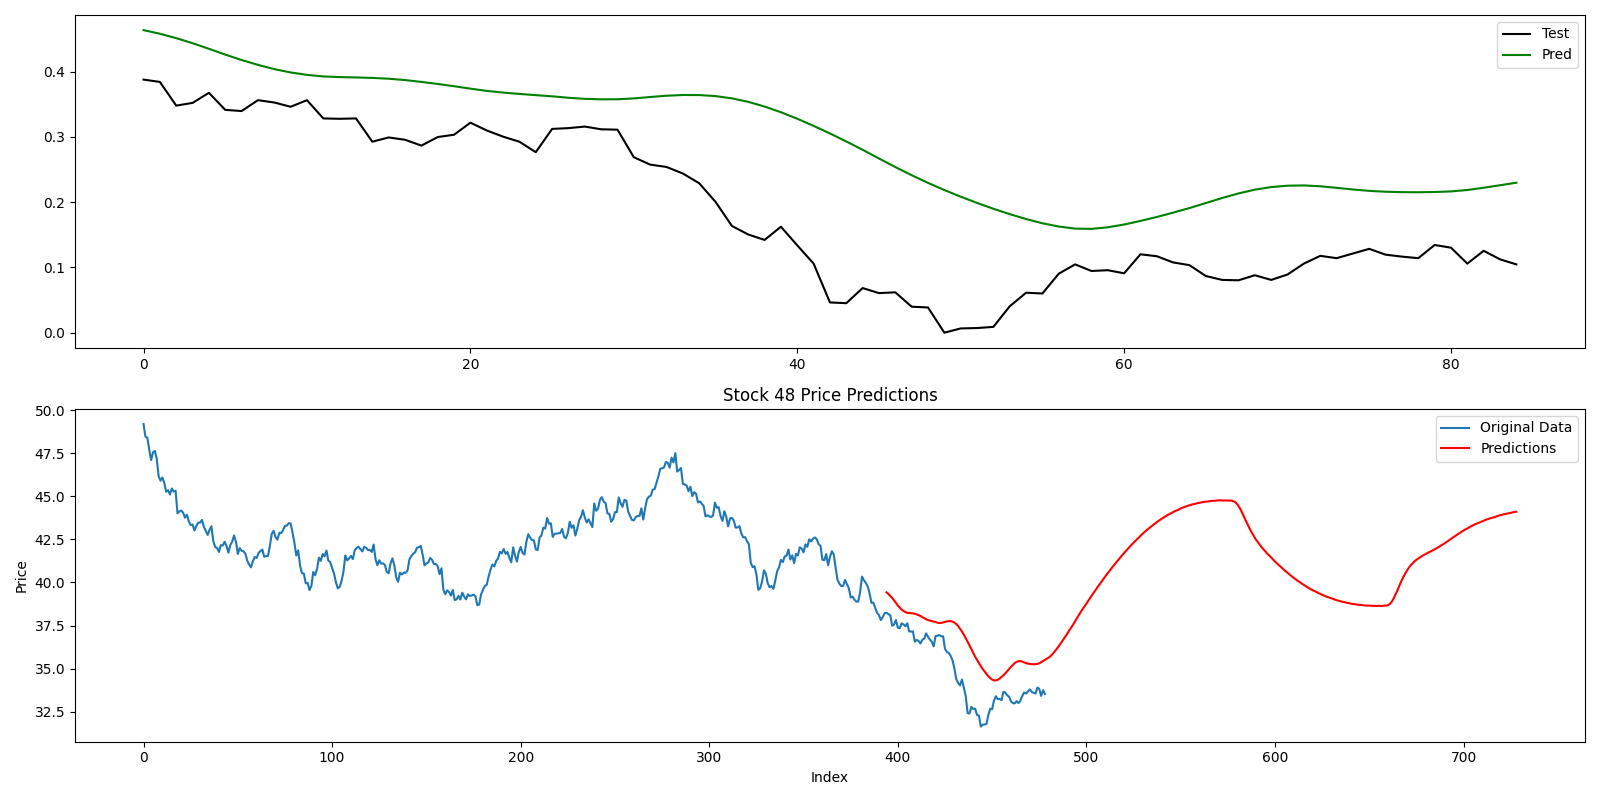 Test
Pred
0.4
0.3
0.2
0.1
0.0
0 20 40 60 80
Stock 48 Price Predictions
Original Data
Predictions
50.0
47.5
45.0
42.5
40.0
37.5
35.0
32.5
Price
0 100 200 300 400 500 600 700
Index